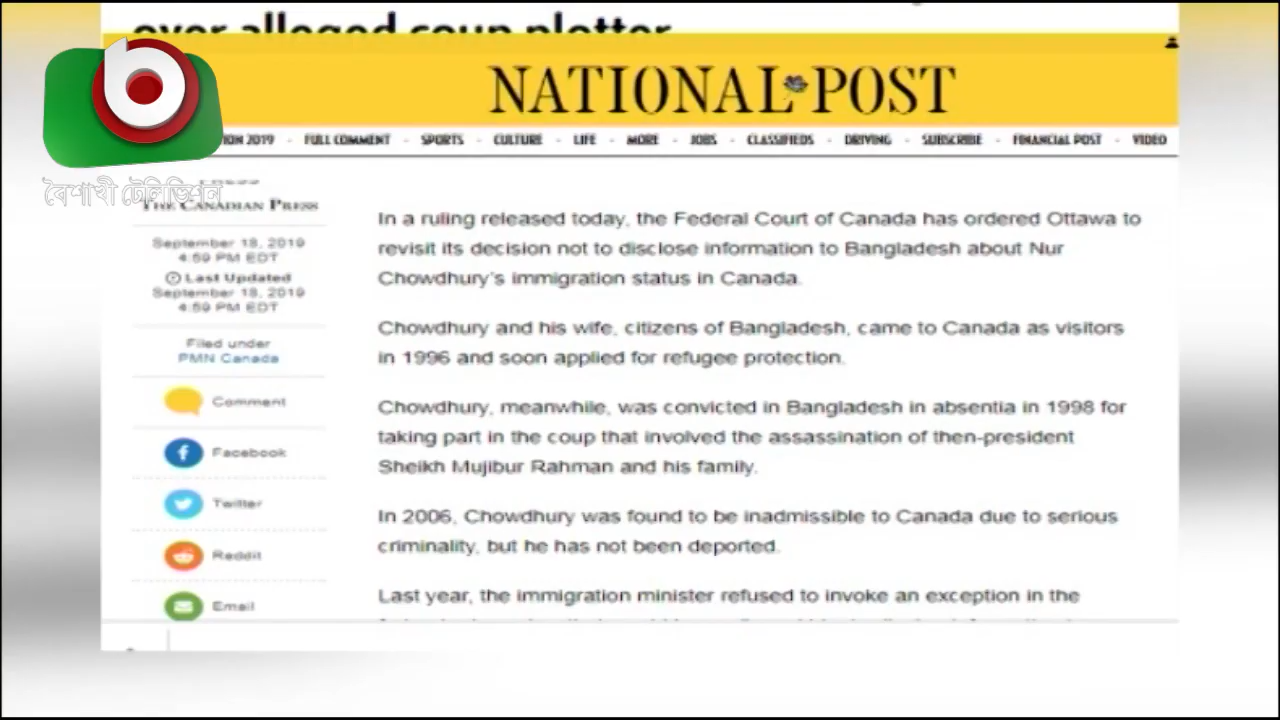 over alleged coup plotter
NATIONAL POST
ION 2019 - FULL COMMENT - SPORTS - CULTURE - LIFE - MORE - JOBS - CLASSIFIEDS - DRIVING - SUBSCRIBE - FINANCIAL POST - VIDEO
বৈশাখী টেলিভিশন
THE CANADIAN PRESS
September 18, 2019
4:59 PM EDT
Last Updated
September 18, 2019
4:59 PM EDT
Filed under
PMN Canada
Comment
Facebook
Twitter
Reddit
Email
In a ruling released today, the Federal Court of Canada has ordered Ottawa to
revisit its decision not to disclose information to Bangladesh about Nur
Chowdhury's immigration status in Canada.
Chowdhury and his wife, citizens of Bangladesh, came to Canada as visitors
in 1996 and soon applied for refugee protection.
Chowdhury, meanwhile, was convicted in Bangladesh in absentia in 1998 for
taking part in the coup that involved the assassination of then-president
Sheikh Mujibur Rahman and his family.
In 2006, Chowdhury was found to be inadmissible to Canada due to serious
criminality, but he has not been deported.
Last year, the immigration minister refused to invoke an exception in the